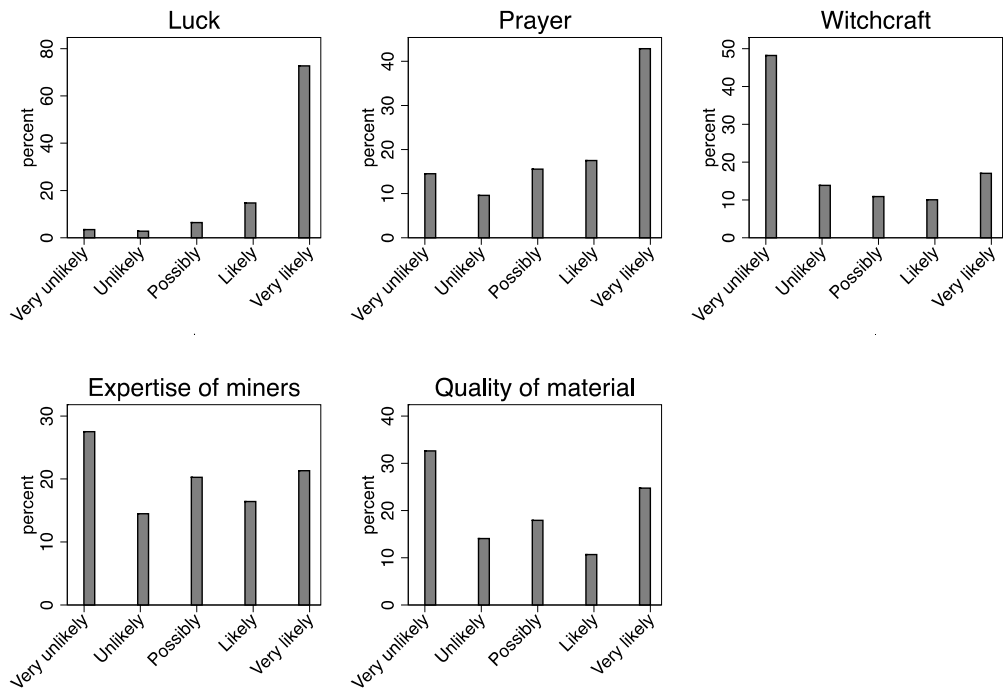 Luck
percent
0 20 40 60 80
Very unlikely Unlikely Possibly Likely Very likely
Prayer
percent
0 10 20 30 40
Very unlikely Unlikely Possibly Likely Very likely
Witchcraft
percent
0 10 20 30 40 50
Very unlikely Unlikely Possibly Likely Very likely
Expertise of miners
percent
0 10 20 30
Very unlikely Unlikely Possibly Likely Very likely
Quality of material
percent
0 10 20 30 40
Very unlikely Unlikely Possibly Likely Very likely